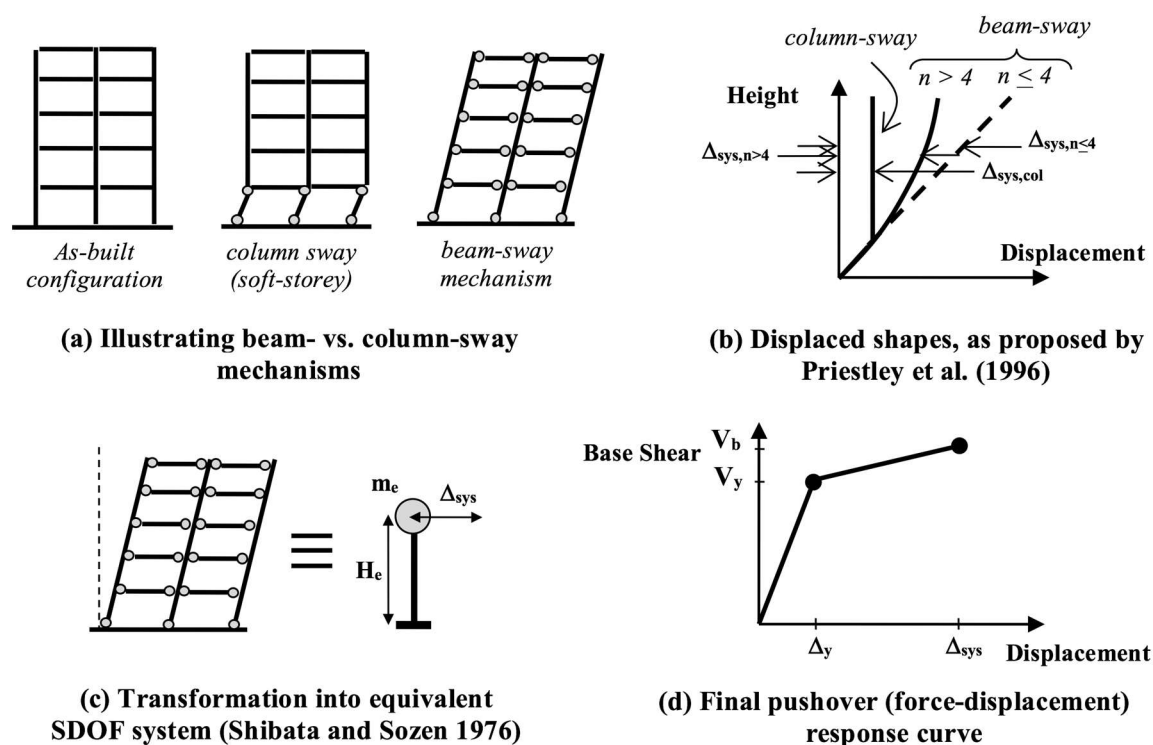 As-built
configuration
column sway
(soft-storey)
beam-sway
mechanism
(a) Illustrating beam- vs. column-sway
mechanisms
column-sway
beam-sway
n > 4
n ≤ 4
Height
Δsys,n>4
Δsys,n≤4
Δsys,col
Displacement
(b) Displaced shapes, as proposed by
Priestley et al. (1996)
me
Δsys
He
(c) Transformation into equivalent
SDOF system (Shibata and Sozen 1976)
Base Shear
Vb
Vy
Δy
Δsys
Displacement
(d) Final pushover (force-displacement)
response curve